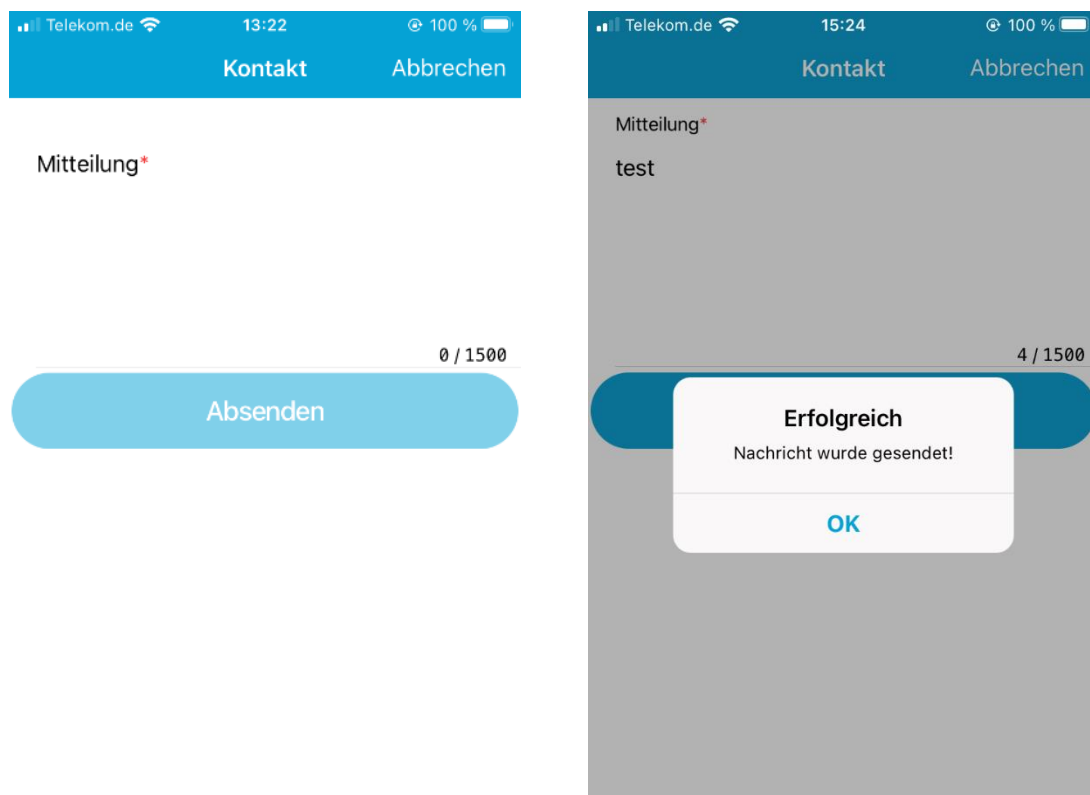 Telekom.de 13:22 100 %
Kontakt Abbrechen
Mitteilung*
0 / 1500
Absenden
Telekom.de 15:24 100 %
Kontakt Abbrechen
Mitteilung*
test
4 / 1500
Erfolgreich
Nachricht wurde gesendet!
OK